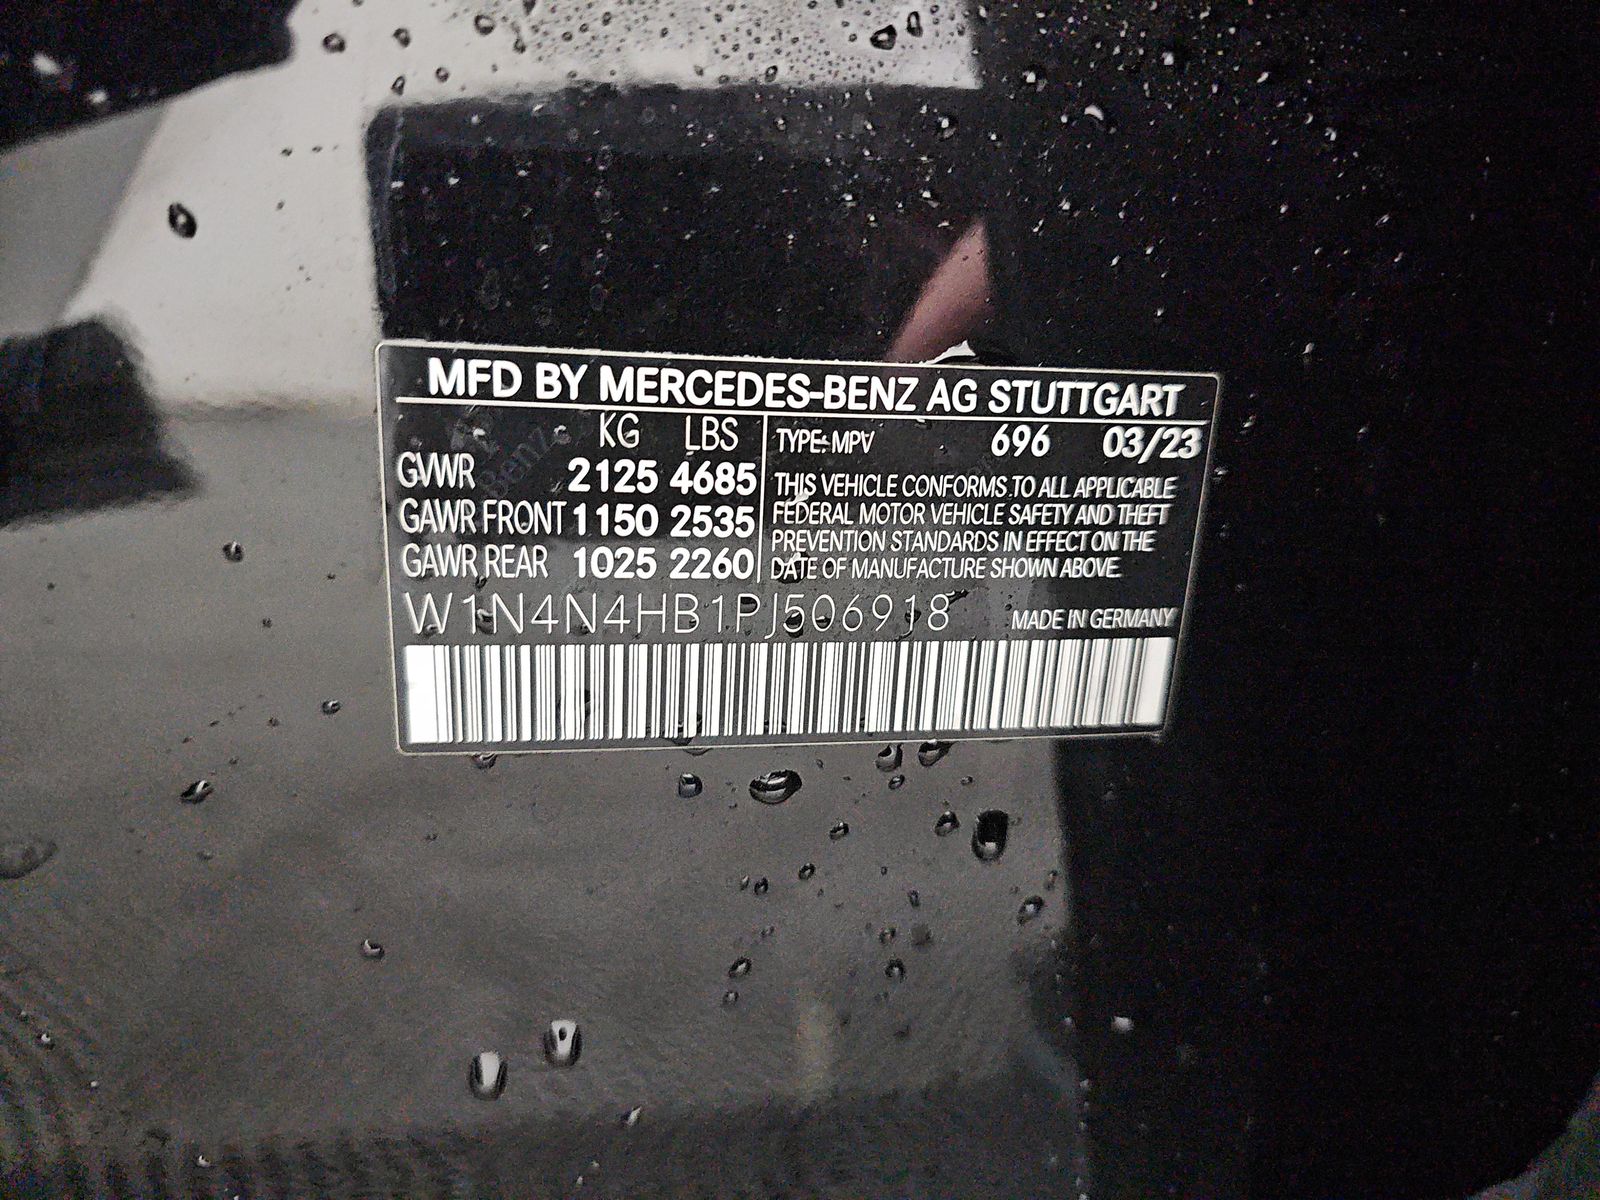 MFD BY MERCEDES-BENZ AG STUTTGART
KG LBS
GVWR 2125 4685
GAWR FRONT 1150 2535
GAWR REAR 1025 2260
TYPE: MPV 696 03/23
THIS VEHICLE CONFORMS TO ALL APPLICABLE
FEDERAL MOTOR VEHICLE SAFETY AND THEFT
PREVENTION STANDARDS IN EFFECT ON THE
DATE OF MANUFACTURE SHOWN ABOVE.
W1N4N4HB1PJ506918 MADE IN GERMANY